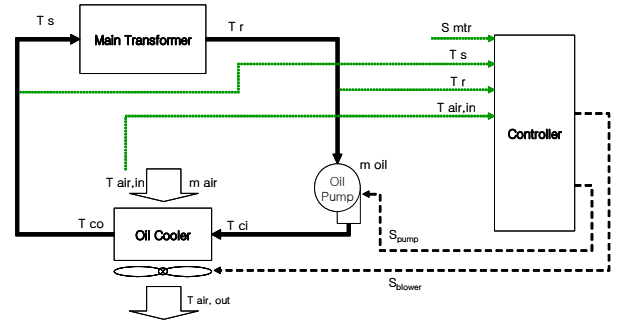 T s
Main Transformer
T r
S mtr
T s
T r
T air,in
Controller
m oil
Oil
Pump
T air,in
m air
T co
Oil Cooler
T ci
S pump
S blower
T air, out